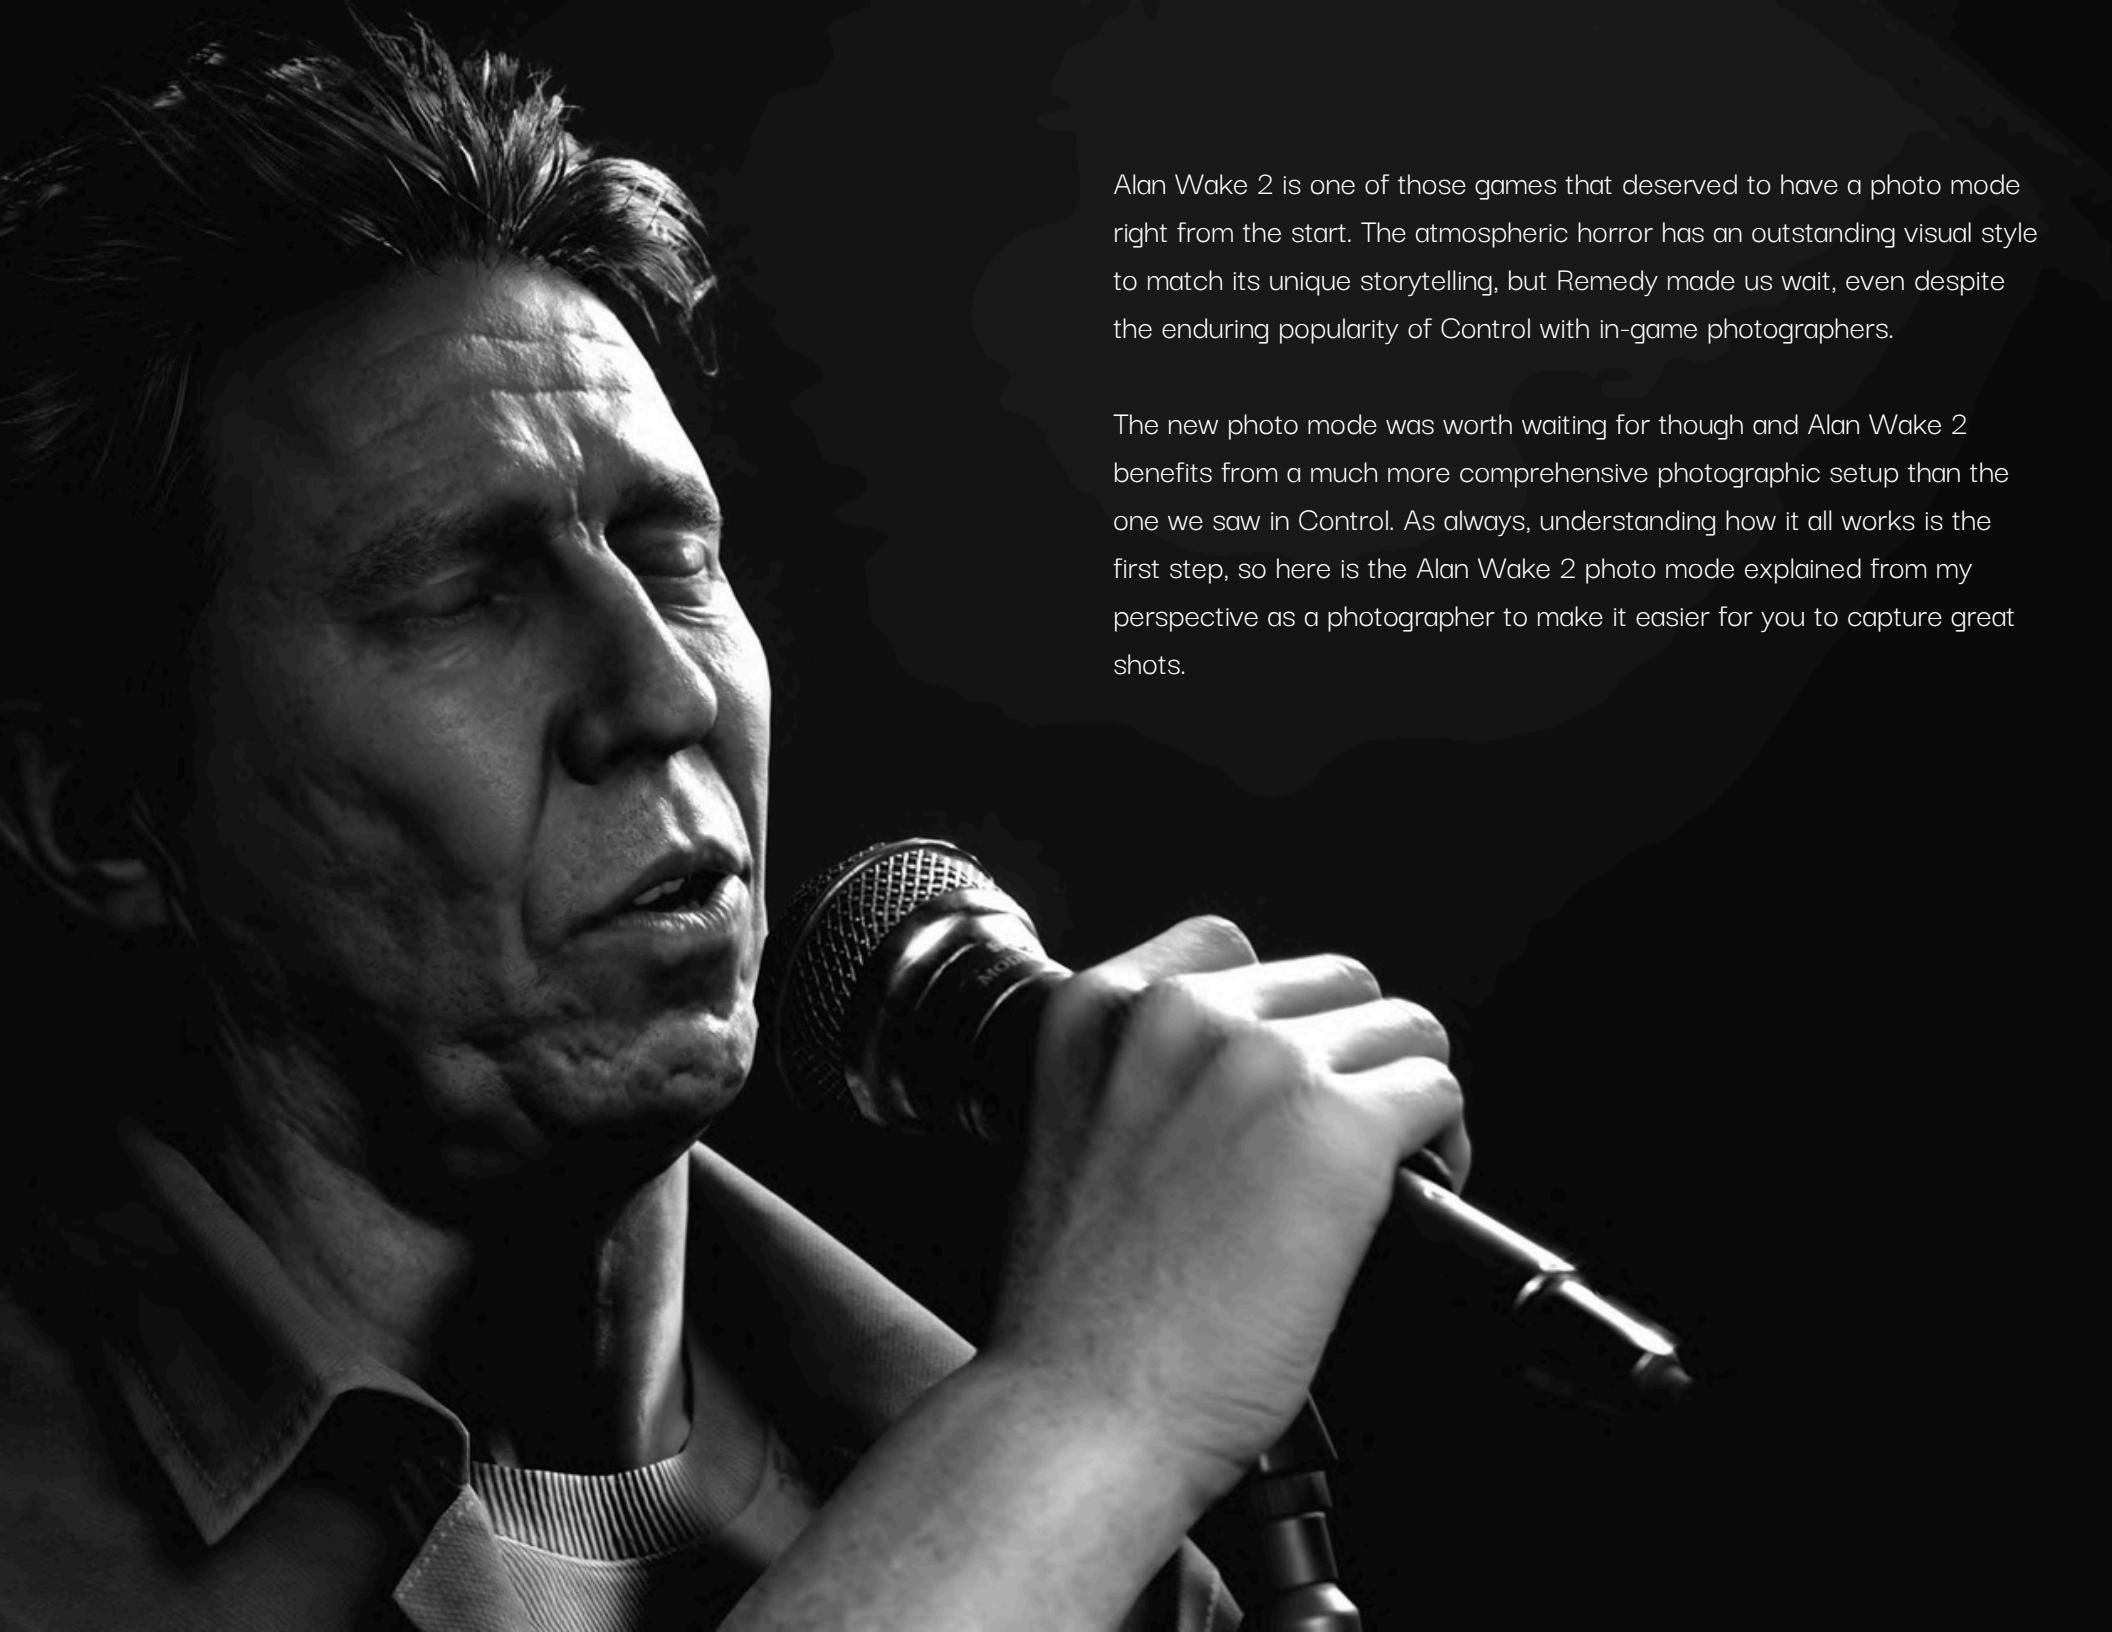 Alan Wake 2 is one of those games that deserved to have a photo mode
right from the start. The atmospheric horror has an outstanding visual style
to match its unique storytelling, but Remedy made us wait, even despite
the enduring popularity of Control with in-game photographers.
The new photo mode was worth waiting for though and Alan Wake 2
benefits from a much more comprehensive photographic setup than the
one we saw in Control. As always, understanding how it all works is the
first step, so here is the Alan Wake 2 photo mode explained from my
perspective as a photographer to make it easier for you to capture great
shots.